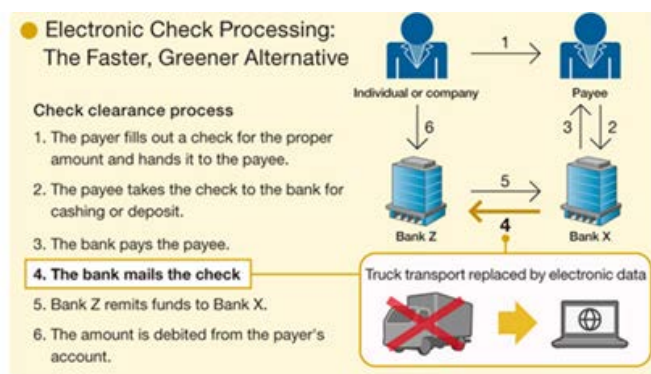 Electronic Check Processing:
The Faster, Greener Alternative
Check clearance process
1. The payer fills out a check for the proper
amount and hands it to the payee.
2. The payee takes the check to the bank for
cashing or deposit.
3. The bank pays the payee.
4. The bank mails the check
5. Bank Z remits funds to Bank X.
6. The amount is debited from the payer's
account.
1
Individual or company
Payee
6
3
2
5
4
Bank Z
Bank X
Truck transport replaced by electronic data